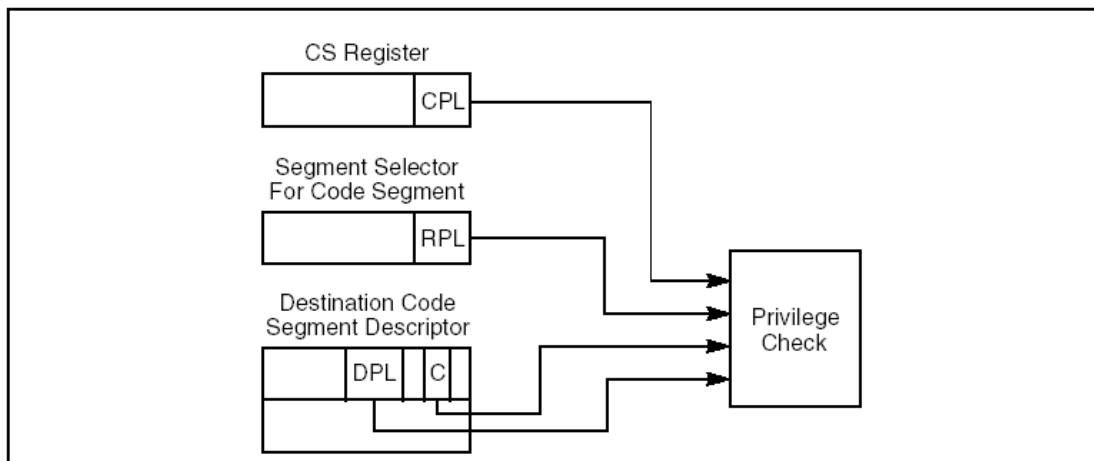 CS Register
CPL
Segment Selector
For Code Segment
RPL
Destination Code
Segment Descriptor
DPL
C
Privilege
Check